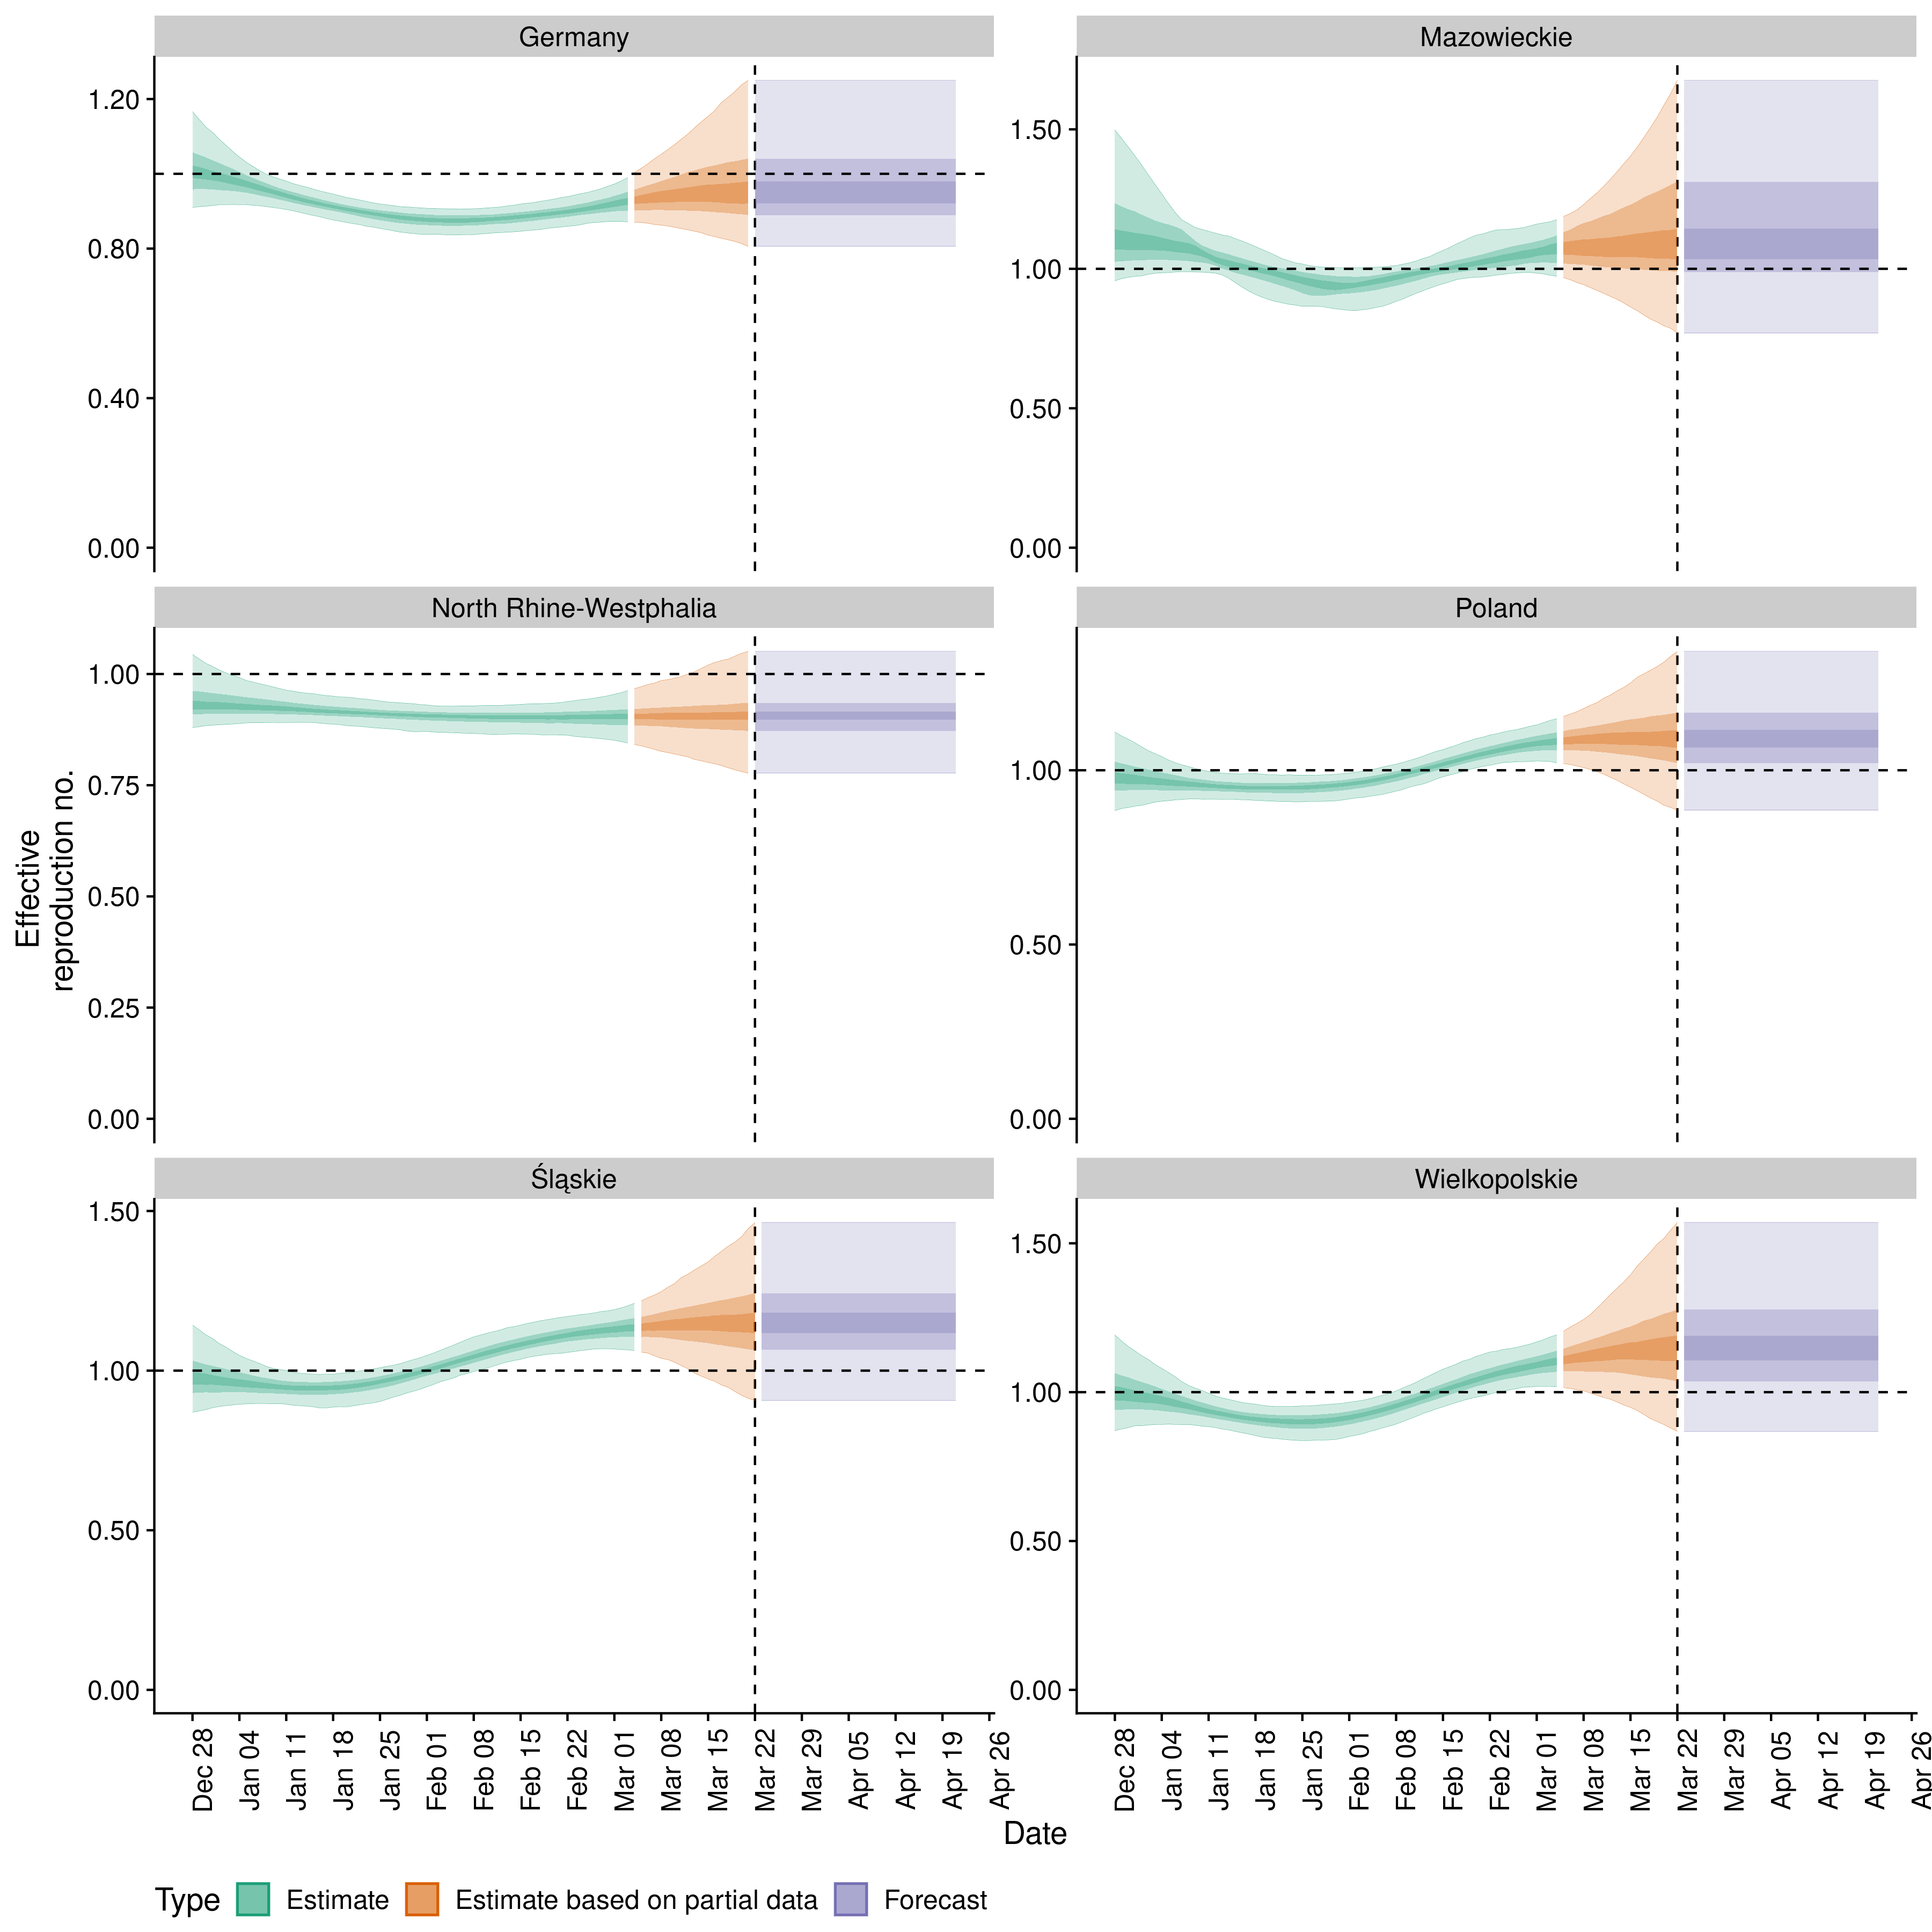 Germany
Mazowieckie
1.20
0.80
0.40
0.00
1.50
1.00
0.50
0.00
North Rhine-Westphalia
Poland
1.00
0.75
0.50
0.25
0.00
1.00
0.50
0.00
Effective
reproduction no.
Śląskie
Wielkopolskie
1.50
1.00
0.50
0.00
1.50
1.00
0.50
0.00
Dec 28
Jan 04
Jan 11
Jan 18
Jan 25
Feb 01
Feb 08
Feb 15
Feb 22
Mar 01
Mar 08
Mar 15
Mar 22
Mar 29
Apr 05
Apr 12
Apr 19
Apr 26
Dec 28
Jan 04
Jan 11
Jan 18
Jan 25
Feb 01
Feb 08
Feb 15
Feb 22
Mar 01
Mar 08
Mar 15
Mar 22
Mar 29
Apr 05
Apr 12
Apr 19
Apr 26
Date
Type Estimate Estimate based on partial data Forecast